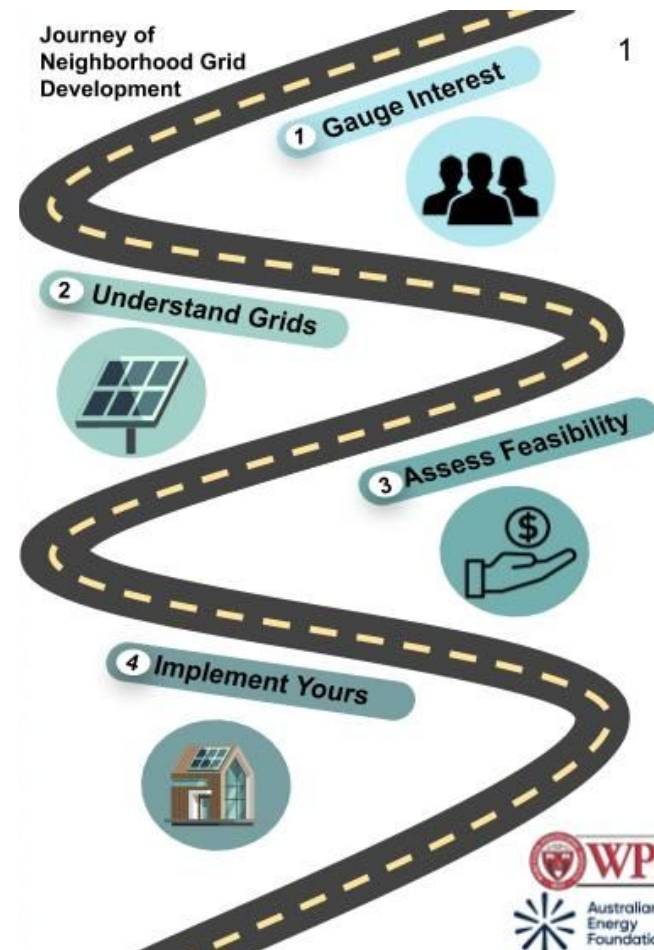 Journey of
Neighborhood Grid
Development
1
1 Gauge Interest
2 Understand Grids
3 Assess Feasibility
$
4 Implement Yours
WP
Australian
Energy
Foundatio